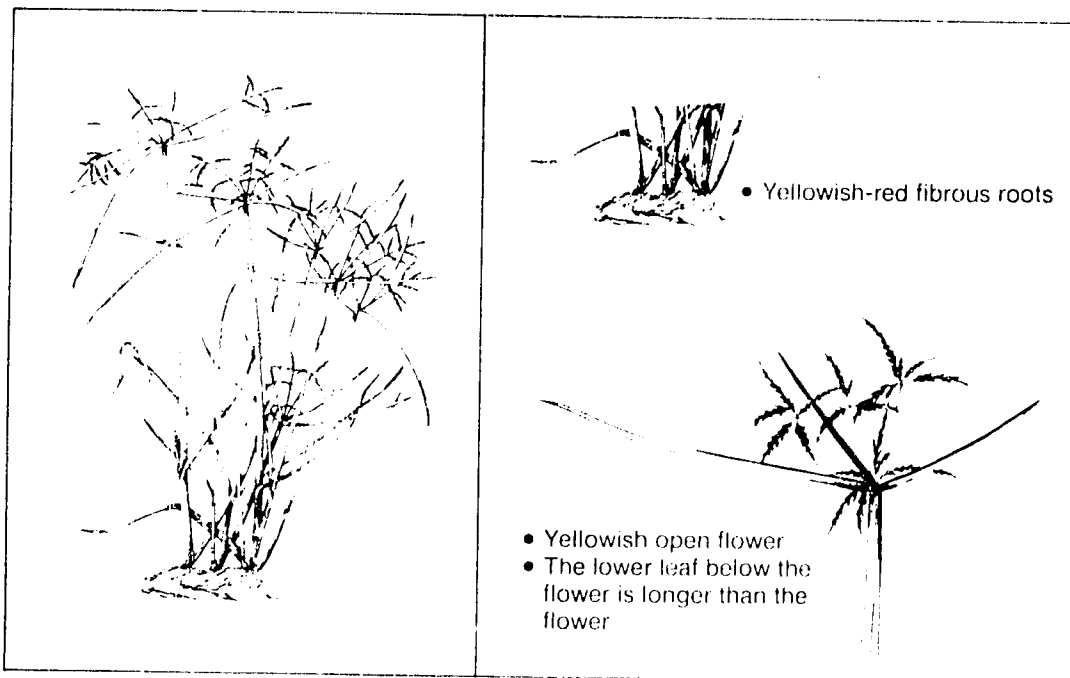 • Yellowish-red fibrous roots
• Yellowish open flower
• The lower leaf below the
flower is longer than the
flower